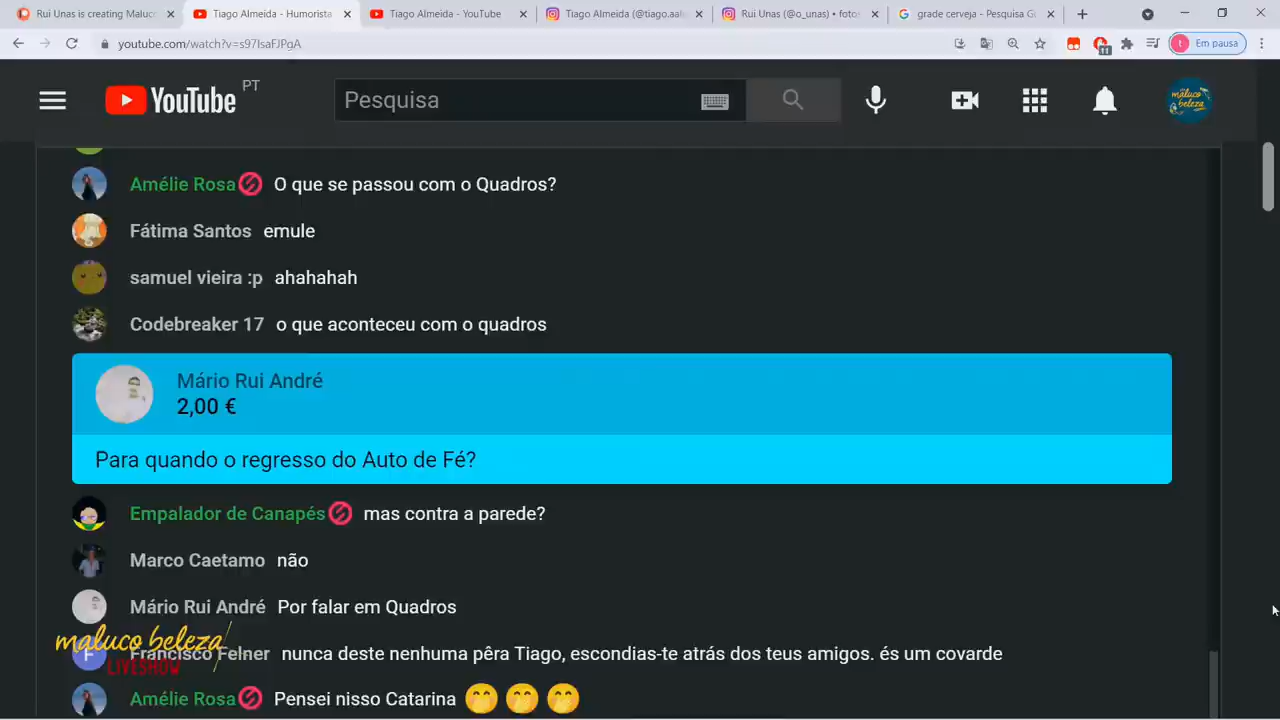 Rui Unas is creating Maluco
Tiago Almeida - Humorista
Tiago Almeida - YouTube
Tiago Almeida (@tiago.aal
Rui Unas (@o_unas) • foto
grade cerveja - Pesquisa G
youtube.com/watch?v=s97IsaFJPgA
11
t Em pausa
YouTube PT
Pesquisa
maluco beleza
Amélie Rosa O que se passou com o Quadros?
Fátima Santos emule
samuel vieira :p ahahahah
Codebreaker 17 o que aconteceu com o quadros
Mário Rui André
2,00 €
Para quando o regresso do Auto de Fé?
Empalador de Canapés mas contra a parede?
Marco Caetamo não
Mário Rui André Por falar em Quadros
maluco beleza
LIVESHOW
F Francisco Felner nunca deste nenhuma pêra Tiago, escondias-te atrás dos teus amigos. és um covarde
Amélie Rosa Pensei nisso Catarina